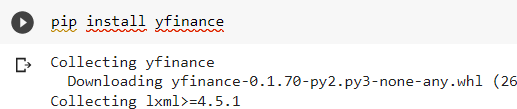 pip install yfinance
Collecting yfinance
Downloading yfinance-0.1.70-py2.py3-none-any.whl (26
Collecting lxml>=4.5.1